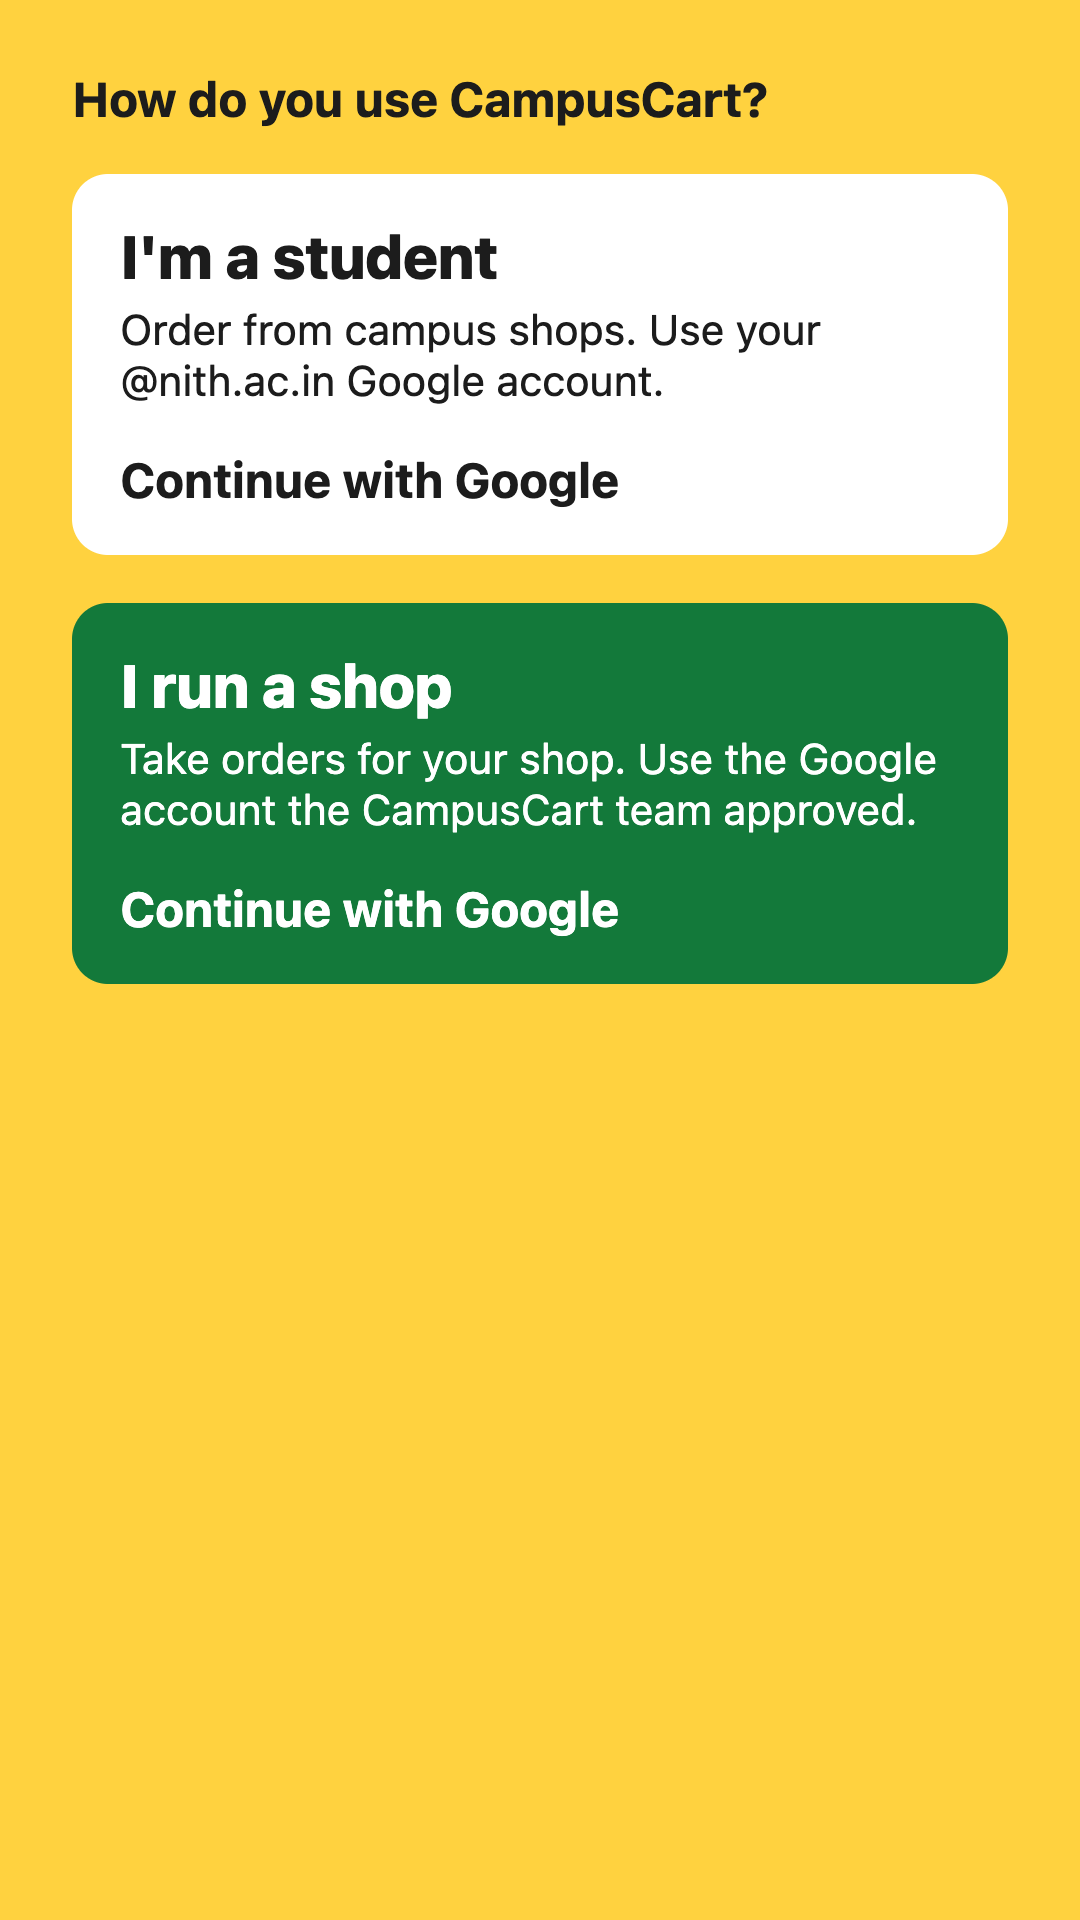 How do you use CampusCart?
I'm a student
Order from campus shops. Use your
@nith.ac.in Google account.
Continue with Google
I run a shop
Take orders for your shop. Use the Google
account the CampusCart team approved.
Continue with Google